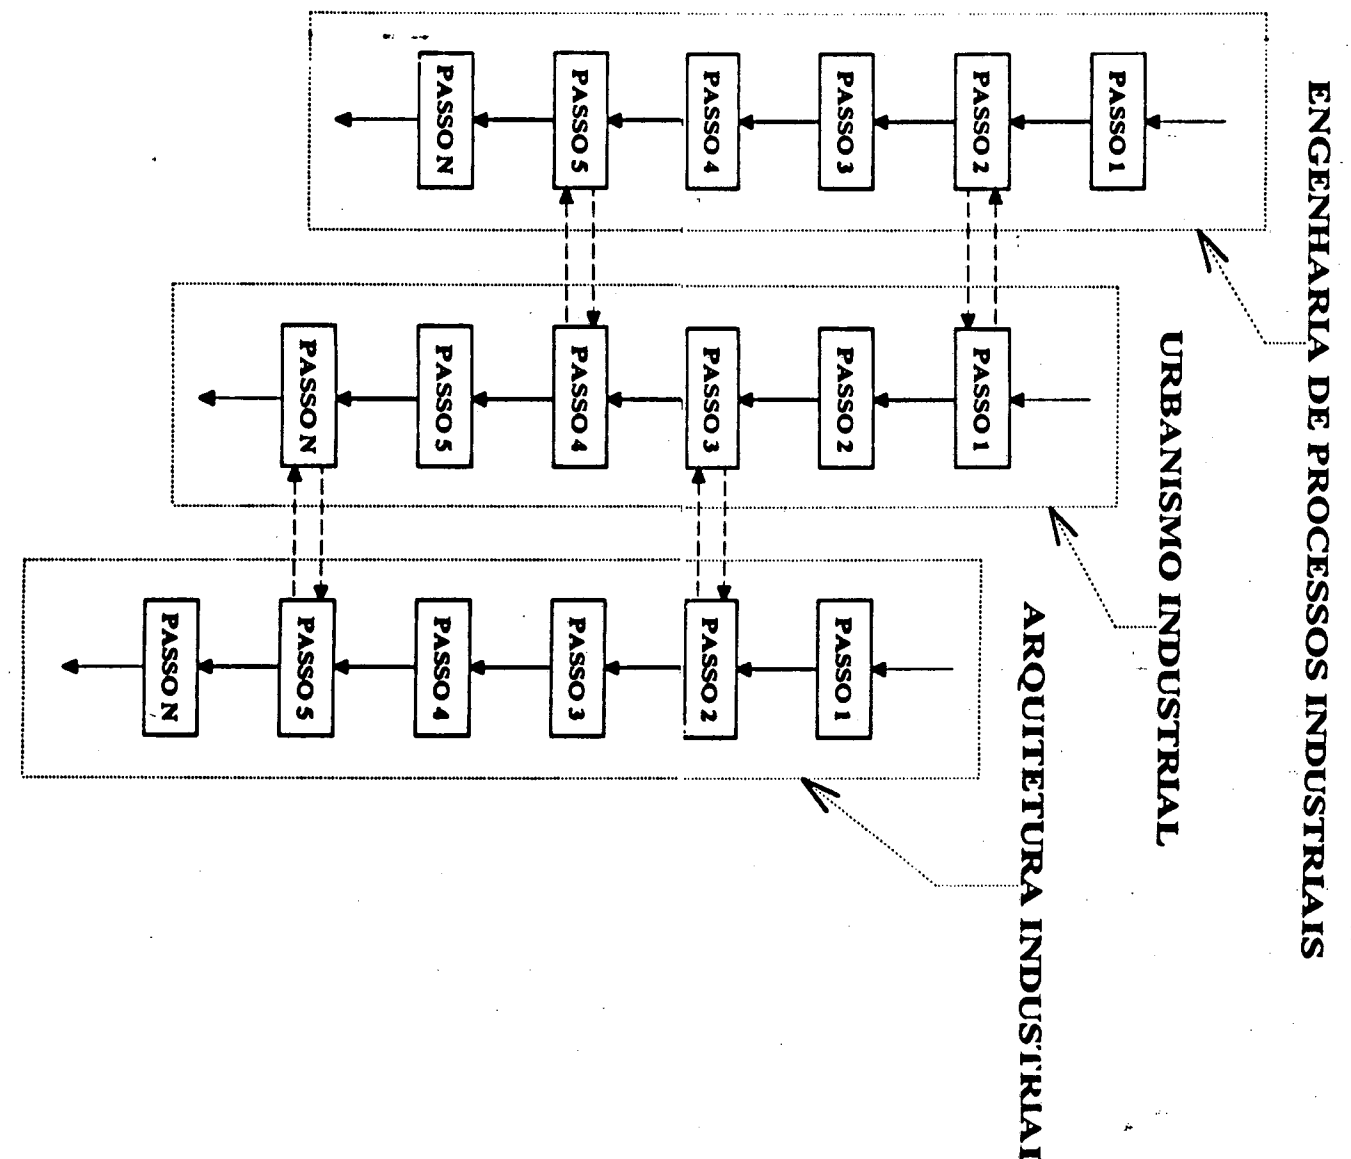 ENGENHARIA DE PROCESSOS INDUSTRIAIS
PASSO 1
PASSO 2
PASSO 3
PASSO 4
PASSO 5
PASSO N
URBANISMO INDUSTRIAL
PASSO 1
PASSO 2
PASSO 3
PASSO 4
PASSO 5
PASSO N
ARQUITETURA INDUSTRIAL
PASSO 1
PASSO 2
PASSO 3
PASSO 4
PASSO 5
PASSO N